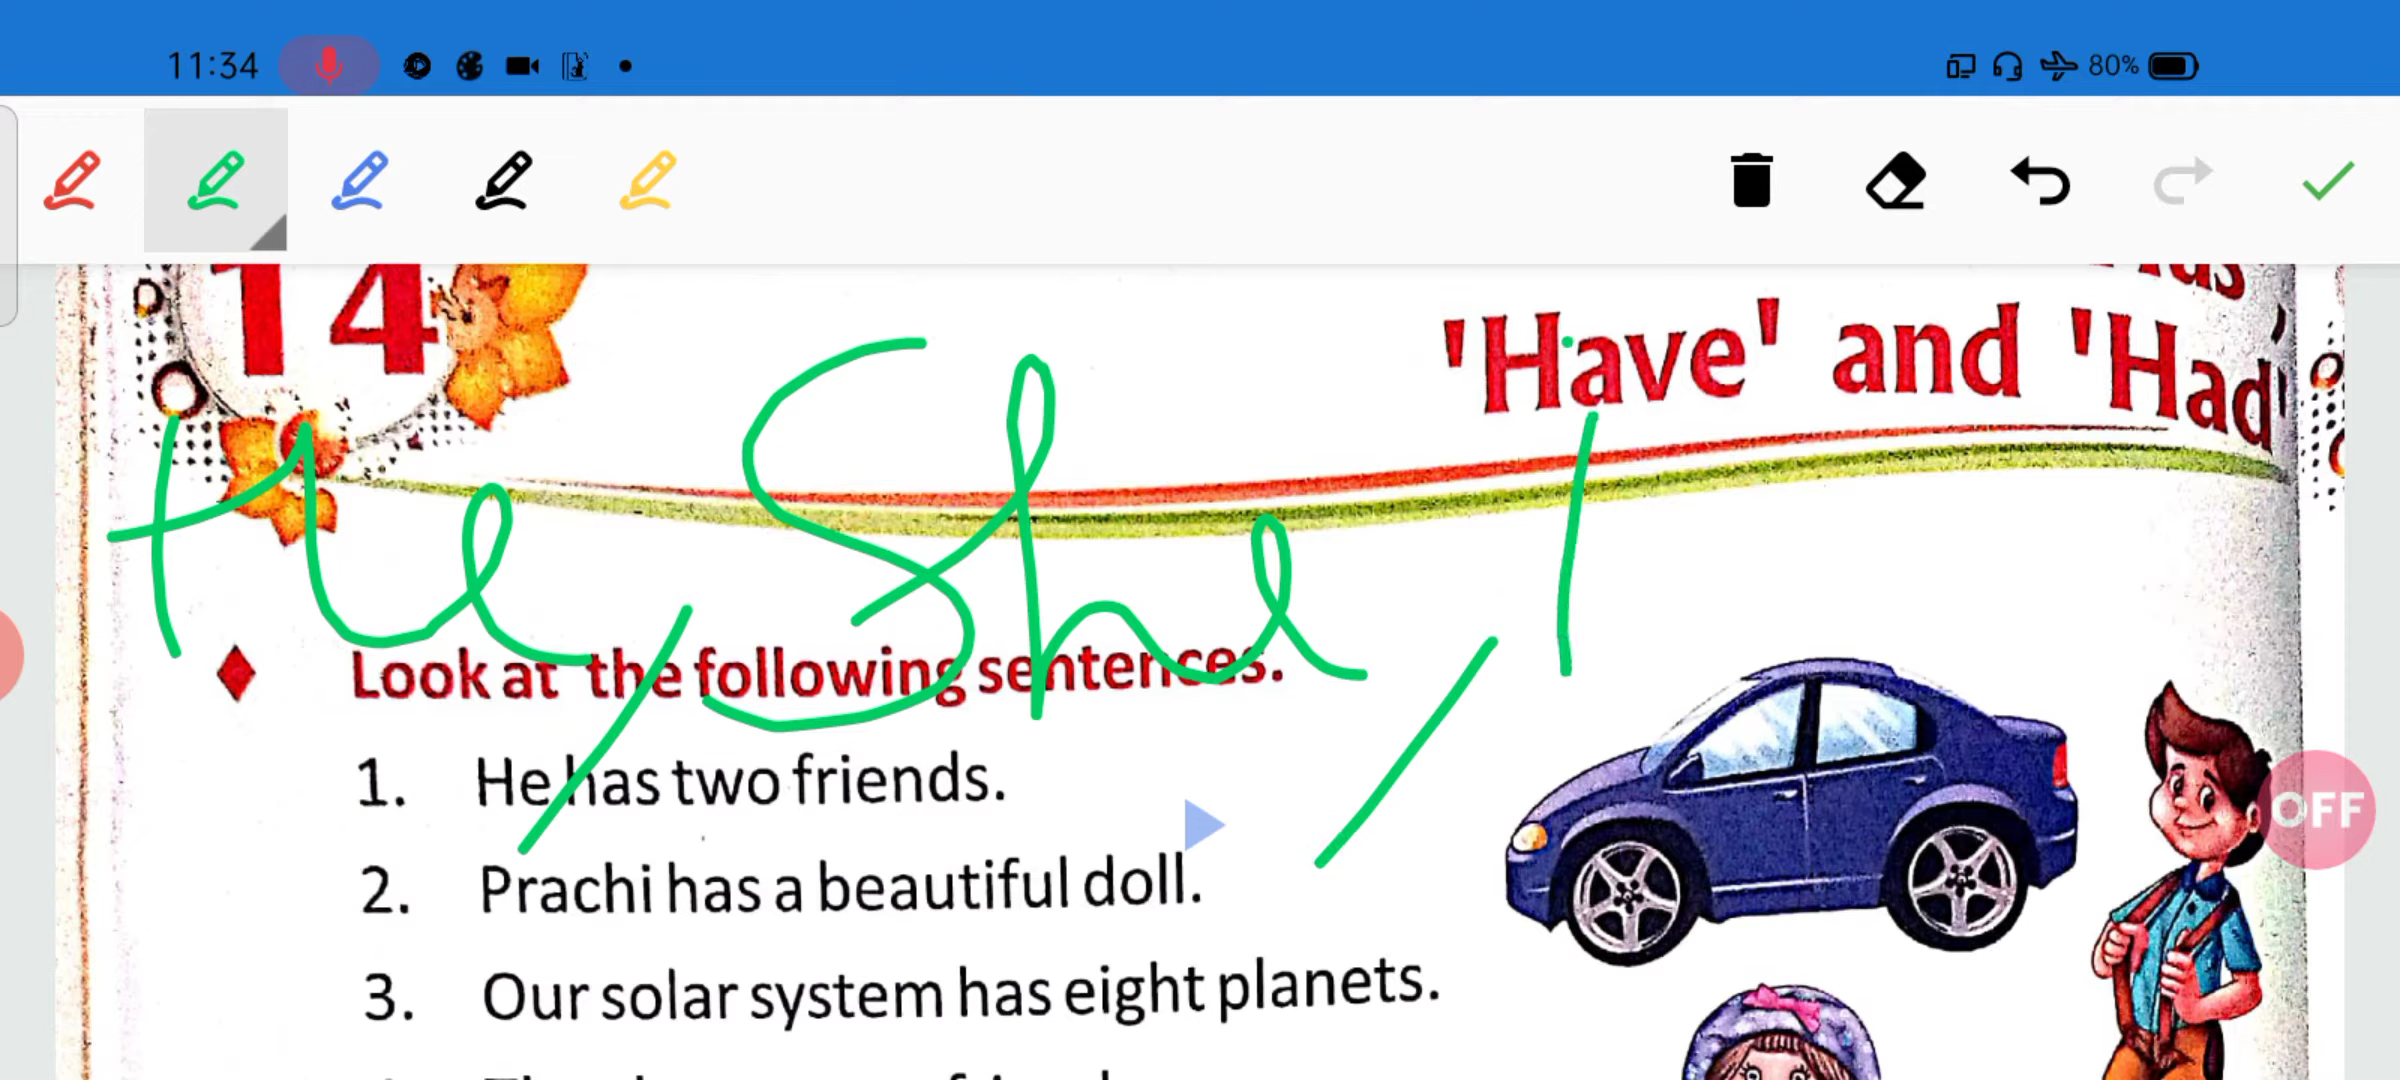 11:34 80%
14
'Have' and 'Had'
He, She,
Look at the following sentences.
1. He has two friends.
OFF
2. Prachi has a beautiful doll.
3. Our solar system has eight planets.